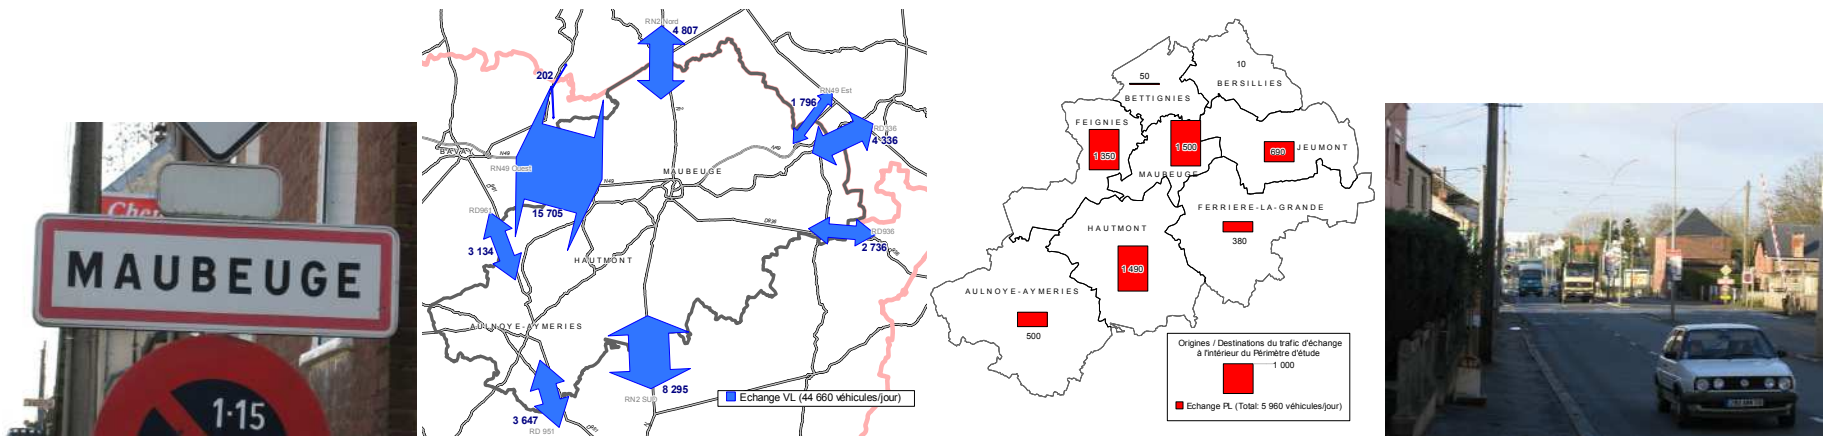 Cher
MAUBEUGE
1·15
RN2 Nord
4 807
202
1 796
RN49 Est
RD336
4 336
BAVAY
N49
RN49 Ouest
N49
N49
MAUBEUGE
15 705
RD961
3 134
HAUTMONT
RD936
2 736
AULNOYE-AYMERIES
8 295
RN2 SUD
3 647
RD 951
Echange VL (44 660 véhicules/jour)
10
BERSILLIES
50
BETTIGNIES
FEIGNIES
1 350
1 500
MAUBEUGE
690
JEUMONT
FERRIERE-LA-GRANDE
380
HAUTMONT
1 490
AULNOYE-AYMERIES
500
Origines / Destinations du trafic d'échange
à l'intérieur du Périmètre d'étude
1 000
Echange PL (Total: 5 960 véhicules/jour)